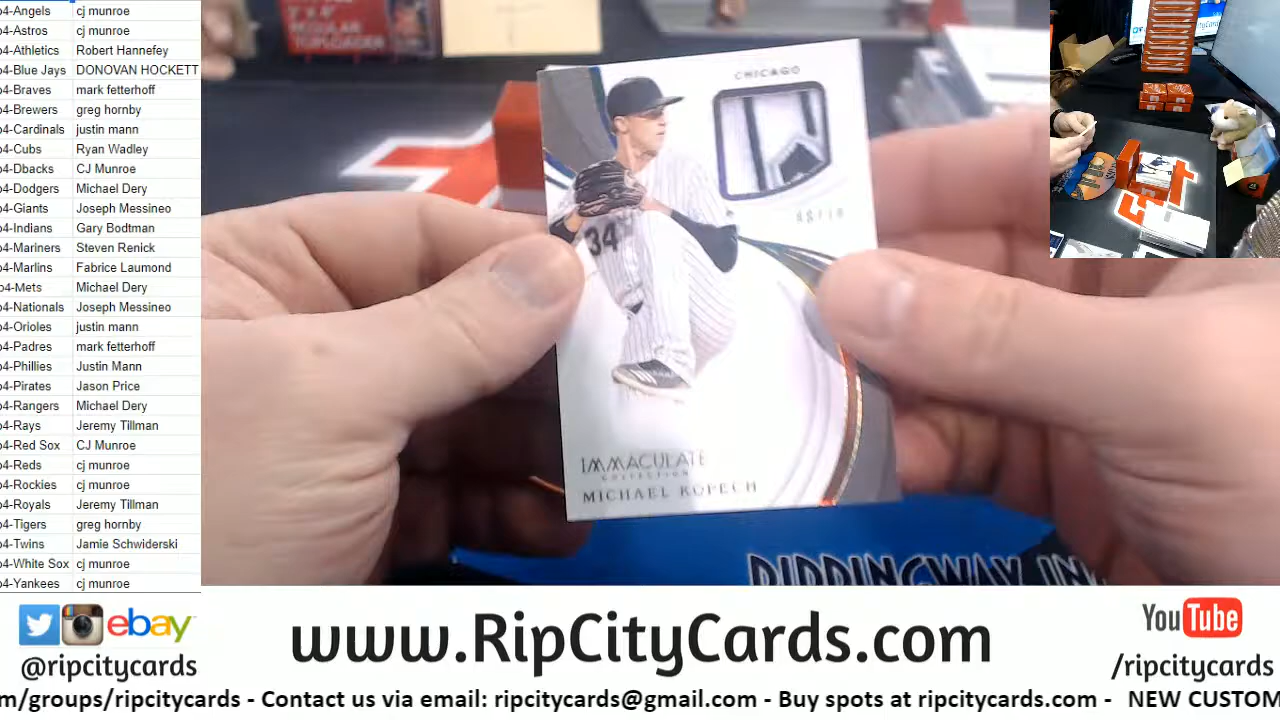 4-Angels cj munroe
4-Astros cj munroe
4-Athletics Robert Hannefey
4-Blue Jays DONOVAN HOCKETT
4-Braves mark fetterhoff
4-Brewers greg hornby
4-Cardinals justin mann
4-Cubs Ryan Wadley
4-Dbacks CJ Munroe
4-Dodgers Michael Dery
4-Giants Joseph Messineo
4-Indians Gary Bodtman
4-Mariners Steven Renick
4-Marlins Fabrice Laumond
4-Mets Michael Dery
4-Nationals Joseph Messineo
4-Orioles justin mann
4-Padres mark fetterhoff
4-Phillies Justin Mann
4-Pirates Jason Price
4-Rangers Michael Dery
4-Rays Jeremy Tillman
4-Red Sox CJ Munroe
4-Reds cj munroe
4-Rockies cj munroe
4-Royals Jeremy Tillman
4-Tigers greg hornby
4-Twins Jamie Schwiderski
4-White Sox cj munroe
4-Yankees cj munroe
REGULAR
TOPLOADER
CHICAGO
34
IMMACULATE
COLLECTION
MICHAEL KOPECH
RIPPINGWAX.IN
ebay
@ripcitycards
www.RipCityCards.com
YouTube
/ripcitycards
m/groups/ripcitycards - Contact us via email: ripcitycards@gmail.com - Buy spots at ripcitycards.com - NEW CUSTOM